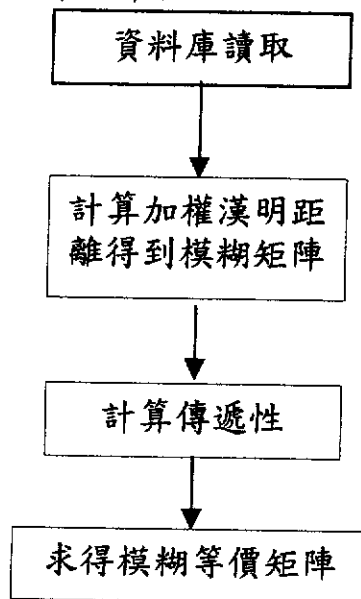 資料庫讀取
計算加權漢明距
離得到模糊矩陣
計算傳遞性
求得模糊等價矩陣